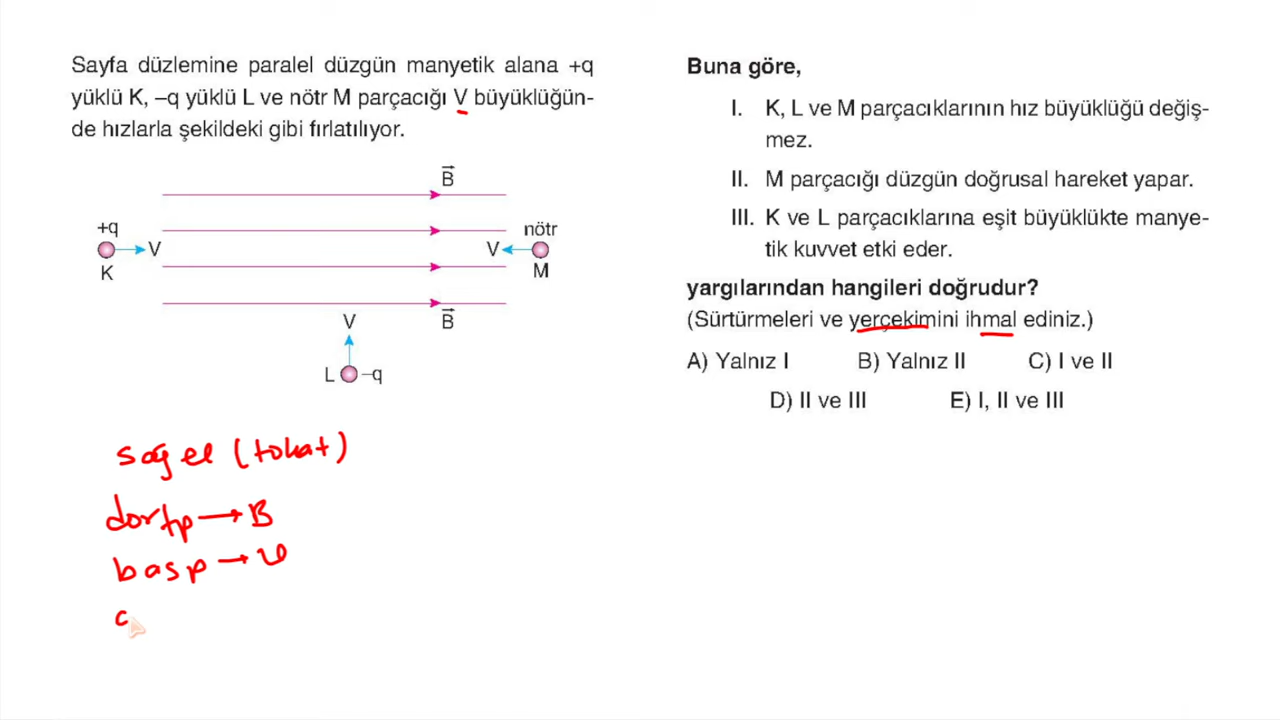 Sayfa düzlemine paralel düzgün manyetik alana +q
yüklü K, –q yüklü L ve nötr M parçacığı V büyüklüğün-
de hızlarla şekildeki gibi fırlatılıyor.
B
+q
V
K
nötr
V
M
V
B
L
–q
sağ el (tokat)
dört p → B
baş p → v
Buna göre,
I. K, L ve M parçacıklarının hız büyüklüğü değiş-
mez.
II. M parçacığı düzgün doğrusal hareket yapar.
III. K ve L parçacıklarına eşit büyüklükte manye-
tik kuvvet etki eder.
yargılarından hangileri doğrudur?
(Sürtürmeleri ve yerçekimini ihmal ediniz.)
A) Yalnız I B) Yalnız II C) I ve II
D) II ve III E) I, II ve III